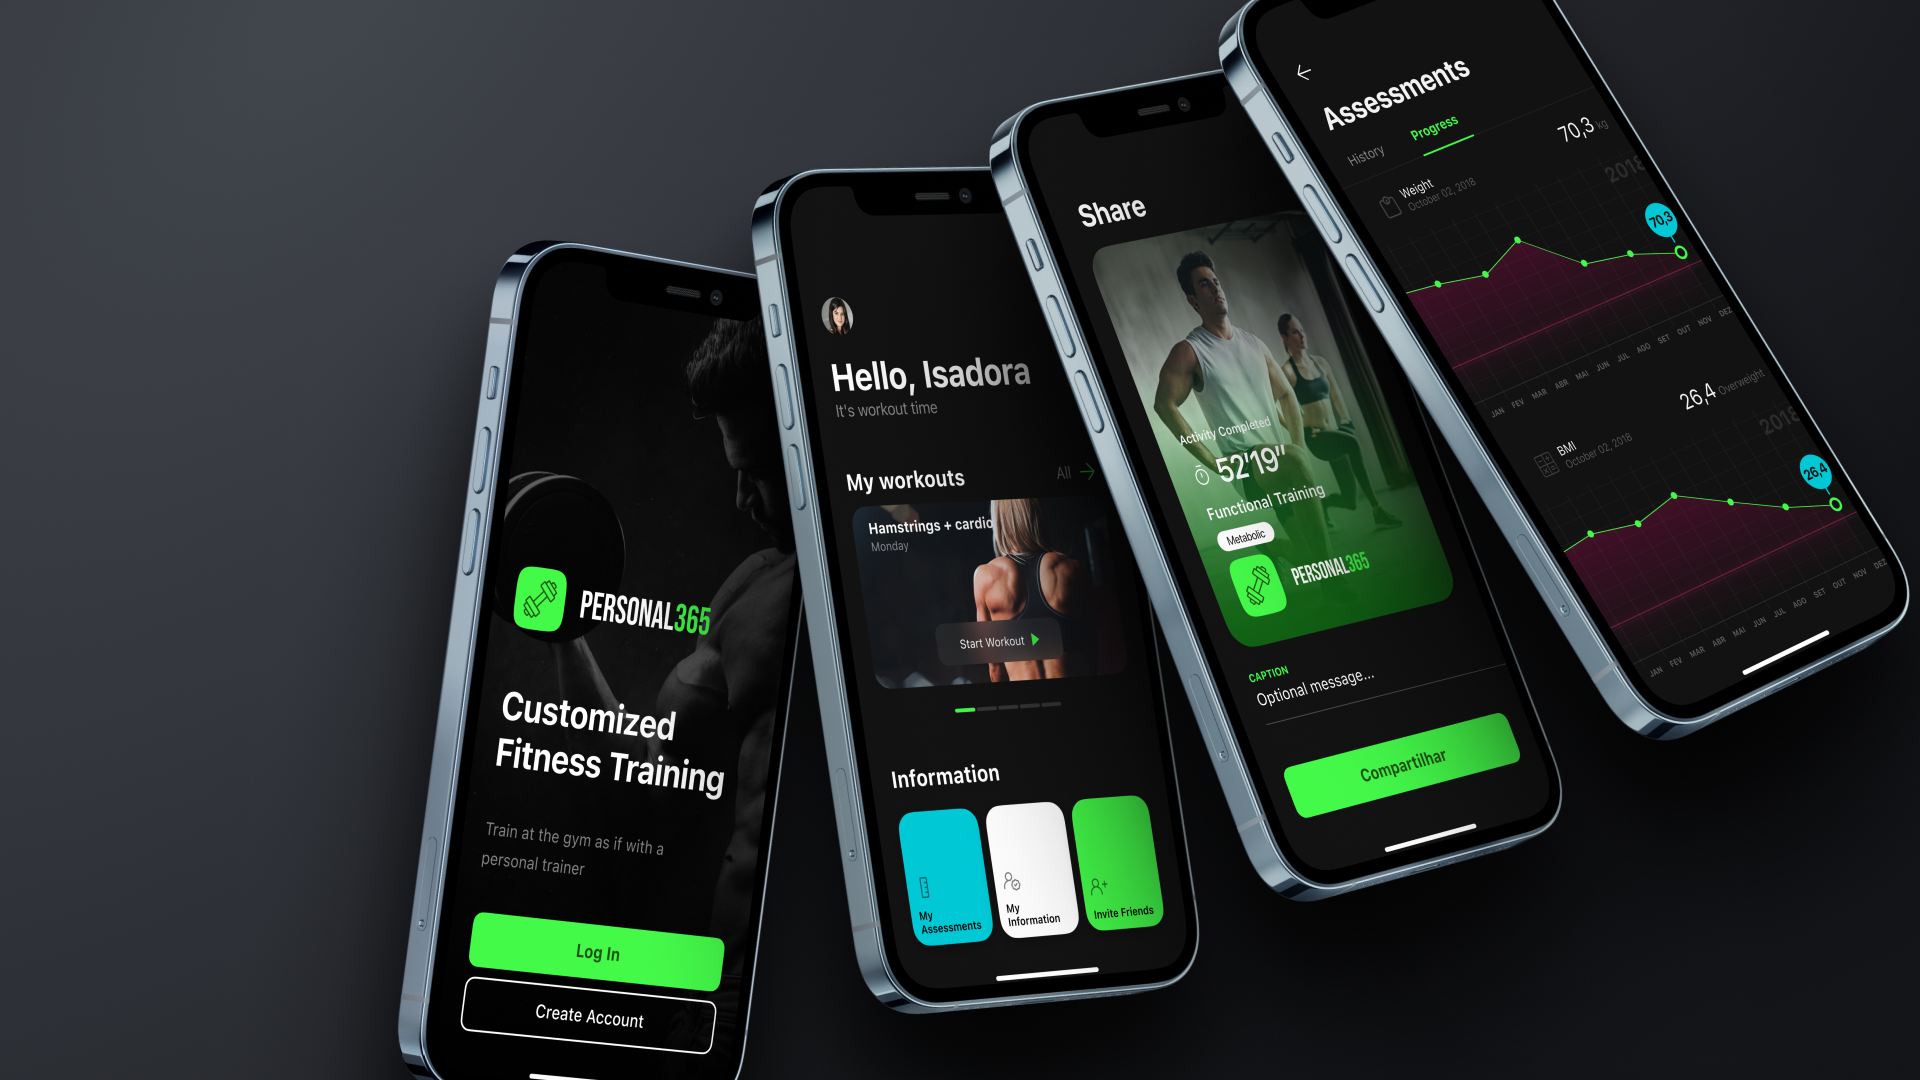 PERSONAL365
Customized
Fitness Training
Train at the gym as if with a
personal trainer
Log In
Create Account
Hello, Isadora
It's workout time
My workouts
All
Hamstrings + cardio
Monday
Start Workout
Information
My
Assessments
My
Information
Invite Friends
Share
Activity Completed
52'19"
Functional Training
Metabolic
PERSONAL365
CAPTION
Optional message...
Compartilhar
Assessments
History
Progress
70,3 kg
Weight
October 02, 2018
2018
70,3
JAN FEV MAR ABR MAI JUN JUL AGO SET OUT NOV DEZ
26,4 Overweight
BMI
October 02, 2018
2018
26,4
JAN FEV MAR ABR MAI JUN JUL AGO SET OUT NOV DEZ